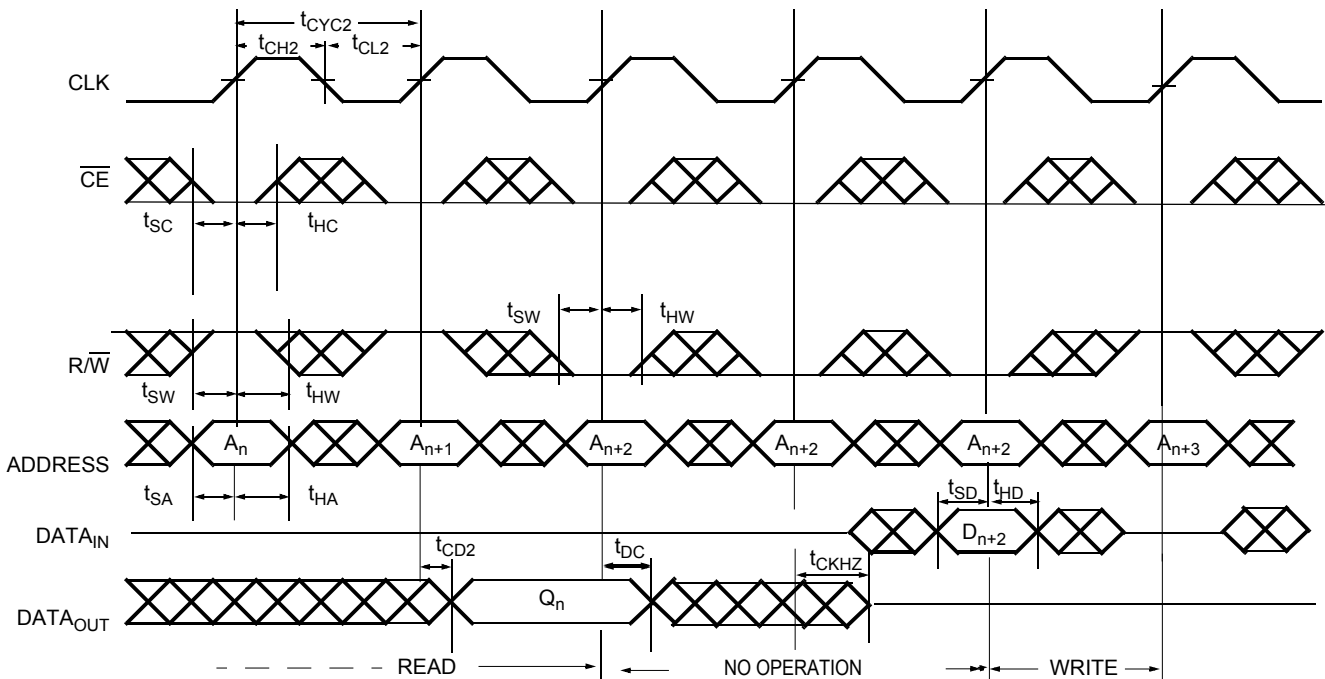 tCYC2
tCH2 tCL2
CLK
CE
tSC tHC
tSW tHW
R/W
tSW tHW
An An+1 An+2 An+2 An+2 An+3
ADDRESS
tSA tHA tSD tHD
DATAIN Dn+2
tCD2 tDC tCKHZ
Qn
DATAOUT
READ NO OPERATION WRITE